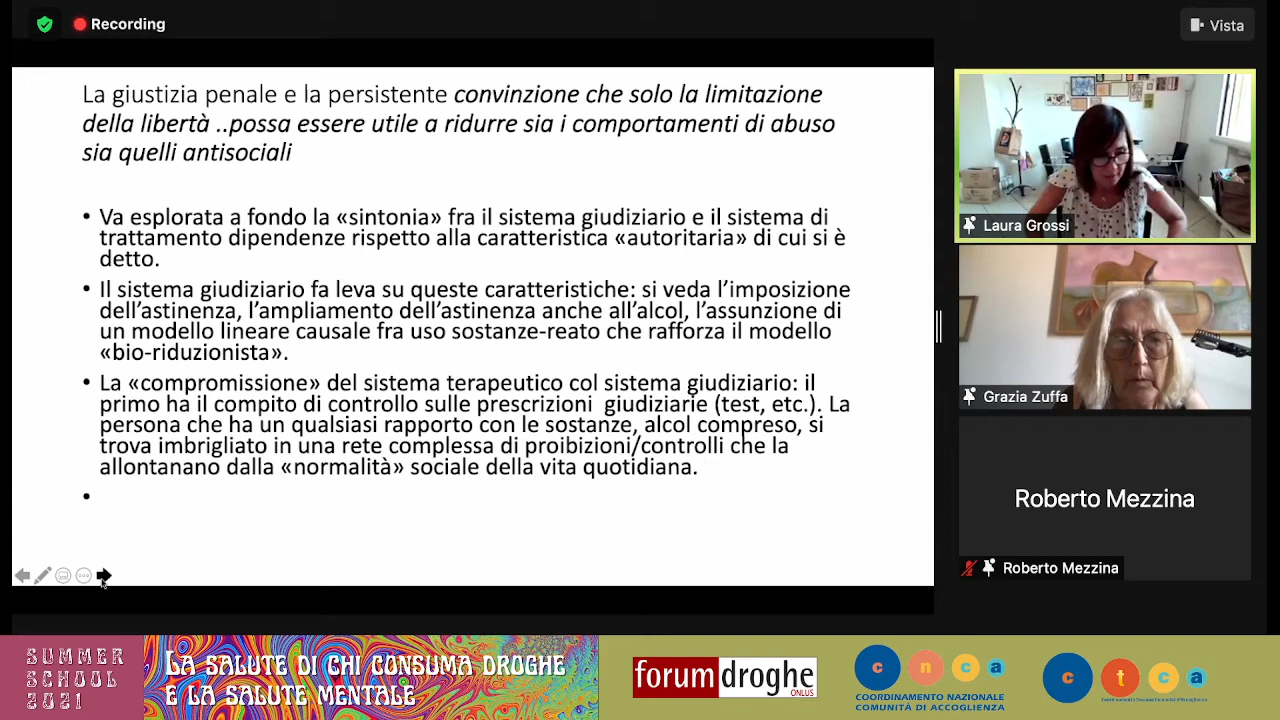 Recording
Vista
La giustizia penale e la persistente convinzione che solo la limitazione
della libertà ..possa essere utile a ridurre sia i comportamenti di abuso
sia quelli antisociali
• Va esplorata a fondo la «sintonia» fra il sistema giudiziario e il sistema di
trattamento dipendenze rispetto alla caratteristica «autoritaria» di cui si è
detto.
• Il sistema giudiziario fa leva su queste caratteristiche: si veda l’imposizione
dell’astinenza, l’ampliamento dell’astinenza anche all’alcol, l’assunzione di
un modello lineare causale fra uso sostanze-reato che rafforza il modello
«bio-riduzionista».
• La «compromissione» del sistema terapeutico col sistema giudiziario: il
primo ha il compito di controllo sulle prescrizioni giudiziarie (test, etc.). La
persona che ha un qualsiasi rapporto con le sostanze, alcol compreso, si
trova imbrigliato in una rete complessa di proibizioni/controlli che la
allontanano dalla «normalità» sociale della vita quotidiana.
•
Laura Grossi
Grazia Zuffa
Roberto Mezzina
Roberto Mezzina
SUMMER
SCHOOL
2021
LA SALUTE DI CHI CONSUMA DROGHE
E LA SALUTE MENTALE
forumdroghe
ONLUS
c n c a
COORDINAMENTO NAZIONALE
COMUNITÀ DI ACCOGLIENZA
c t c a